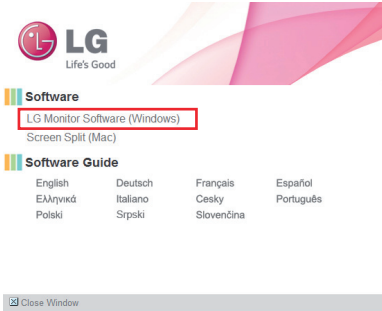 LG
Life's Good
Software
LG Monitor Software (Windows)
Screen Split (Mac)
Software Guide
English Deutsch Français Español
Ελληνικά Italiano Cesky Português
Polski Srpski Slovenčina
Close Window